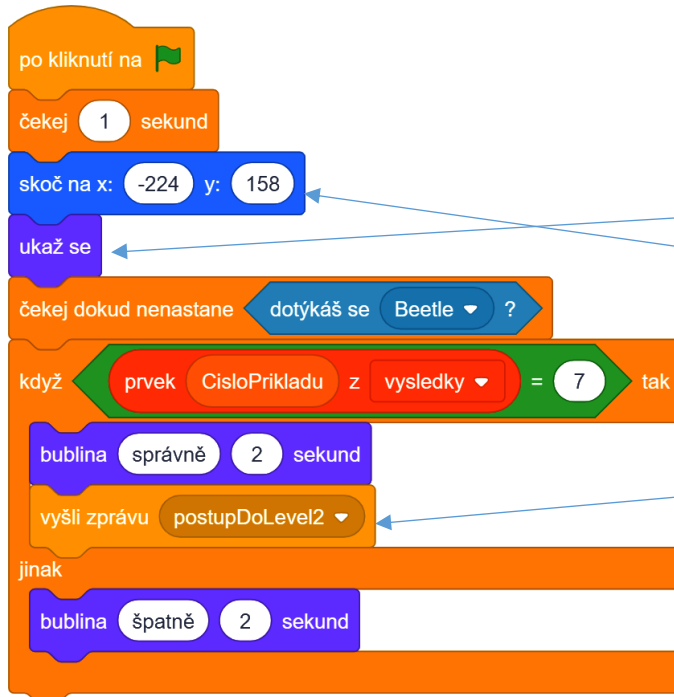 po kliknutí na
čekej 1 sekund
skoč na x: -224 y: 158
ukaž se
čekej dokud nenastane dotýkáš se Beetle ?
když prvek CisloPrikladu z vysledky = 7 tak
bublina správně 2 sekund
vyšli zprávu postupDoLevel2
jinak
bublina špatně 2 sekund